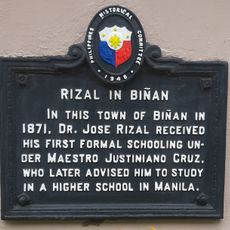 PHILIPPINES HISTORICAL COMMITTEE
1948
RIZAL IN BIÑAN
IN THIS TOWN OF BIÑAN IN
1871, DR. JOSE RIZAL RECEIVED
HIS FIRST FORMAL SCHOOLING UN-
DER MAESTRO JUSTINIANO CRUZ,
WHO LATER ADVISED HIM TO STUDY
IN A HIGHER SCHOOL IN MANILA.